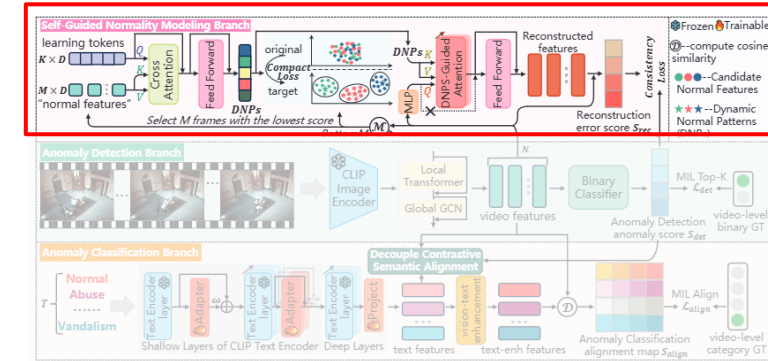 Self-Guided Normality Modeling Branch
Frozen Trainable
learning tokens
K × D
Q
K
V
M × D
"normal features"
Cross Attention
Feed Forward
DNPs
original
Compact Loss
target
DNPs
K
V
Q
MLP
DNPS-Guided Attention
Feed Forward
Reconstructed features
Reconstruction error score S_rec
Consistency Loss
D--compute cosine similarity
--Candidate Normal Features
--Dynamic Normal Patterns (DNPs)
Select M frames with the lowest score
M
Anomaly Detection Branch
CLIP Image Encoder
Local Transformer
Global GCN
N
video features
Binary Classifier
Anomaly Detection anomaly score S_det
MIL Top-K
L_det
video-level binary GT
Anomaly Classification Branch
T
Normal
Abuse
......
Vandalism
Text Encoder layer
Adapter
ε
Text Encoder layer
Adapter
Text Encoder layer
Project
Shallow Layers of CLIP Text Encoder
Deep Layers
Decouple Contrastive Semantic Alignment
text features
vision-text enhancement
text-enh features
D
Anomaly Classification alignment map S_align
MIL Align
L_align
video-level category GT